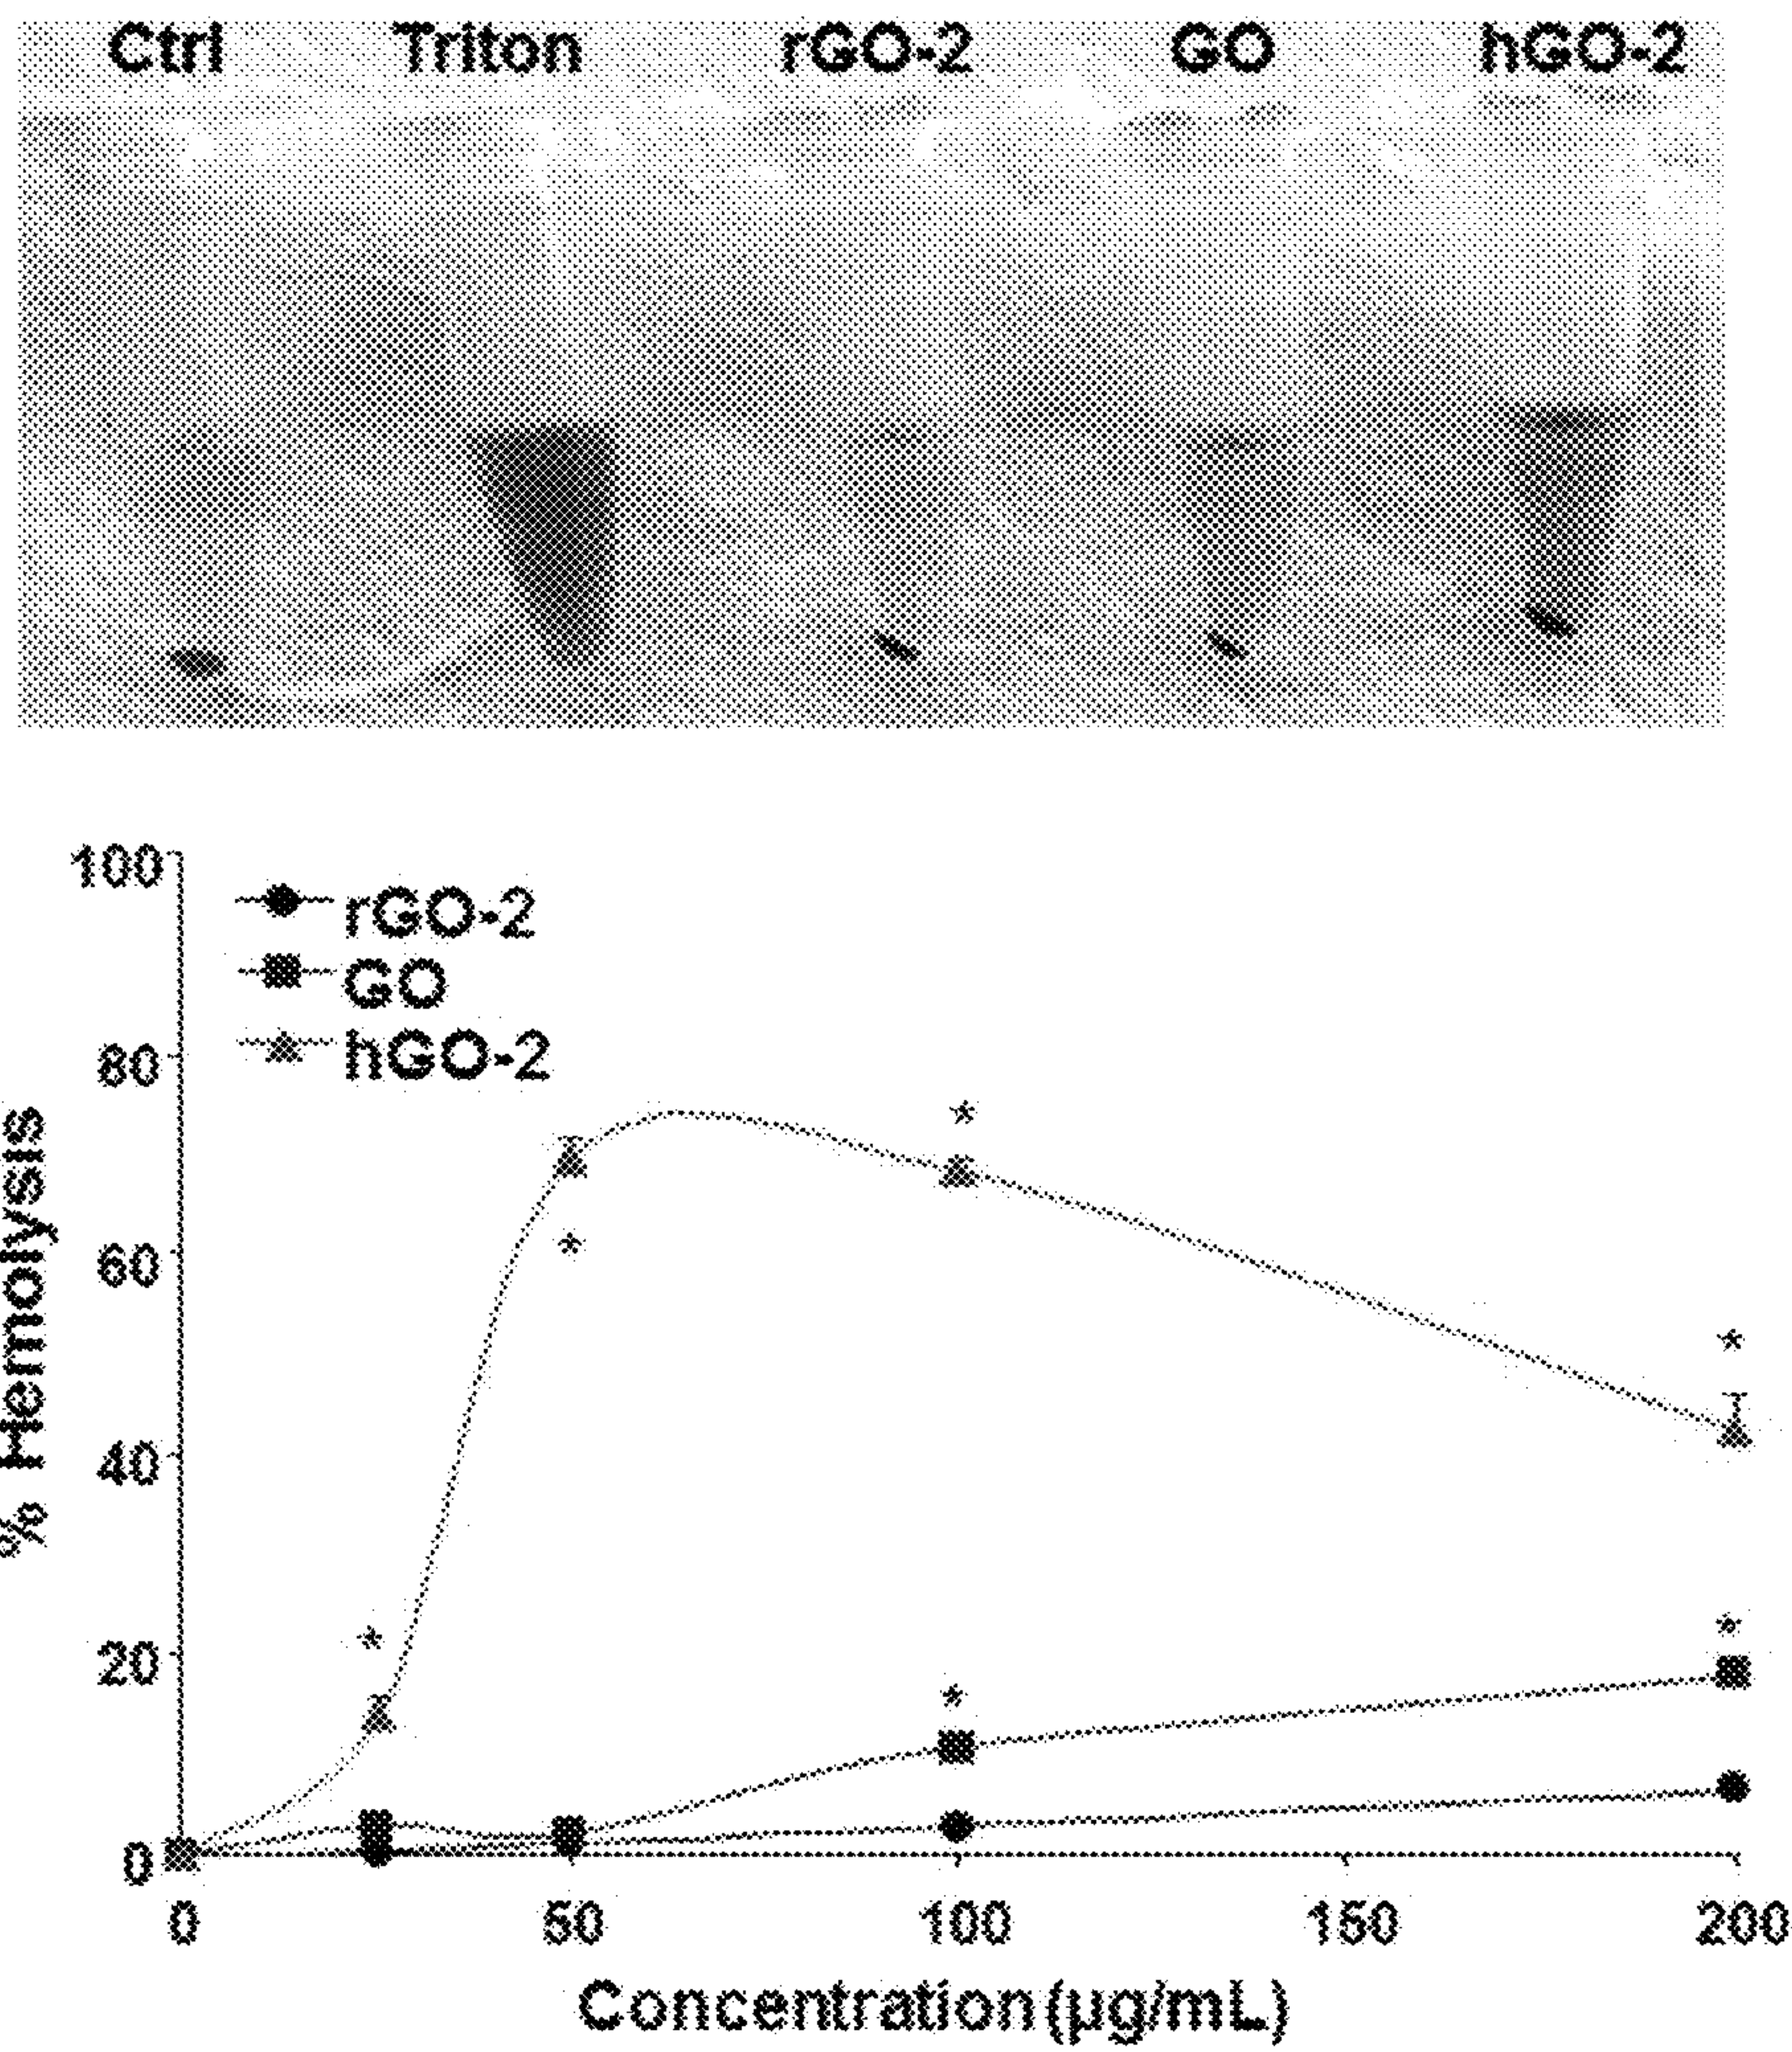 Ctrl Triton rGO-2 GO hGO-2
100
80
60
40
20
0
% Hemolysis
rGO-2
GO
hGO-2
*
*
*
*
*
*
0 50 100 150 200
Concentration (µg/mL)